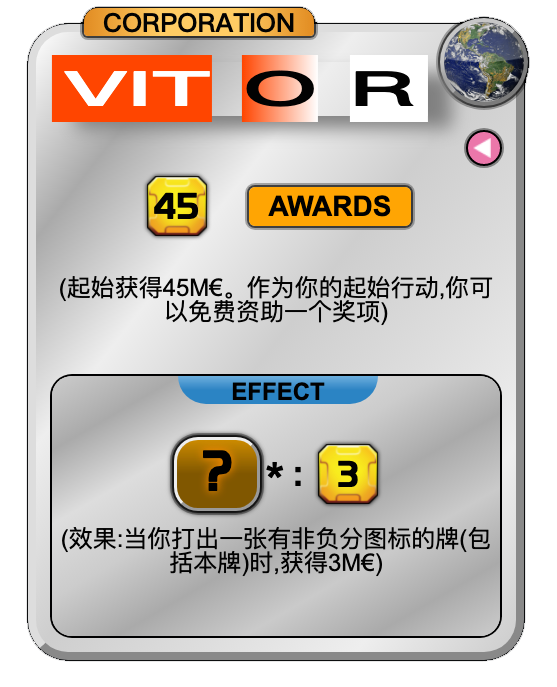 CORPORATION
VITOR
45 AWARDS
(起始获得45M€。作为你的起始行动,你可
以免费资助一个奖项)
EFFECT
?* : 3
(效果:当你打出一张有非负分图标的牌(包
括本牌)时,获得3M€)